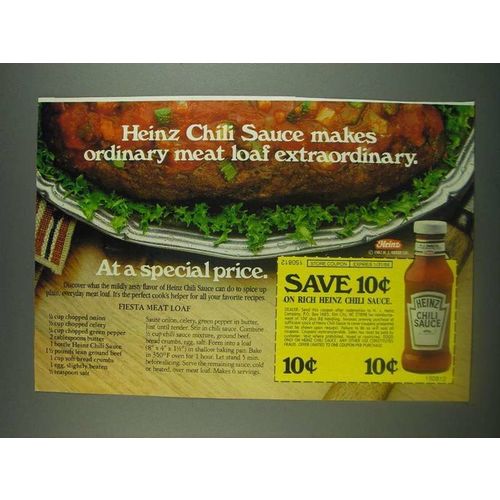 Heinz Chili Sauce makes
ordinary meat loaf extraordinary.
At a special price.
Discover what the mildly zesty flavor of Heinz Chili Sauce can do to spice up
plain, everyday meat loaf. It's the perfect cook's helper for all your favorite recipes.
FIESTA MEAT LOAF
cup chopped onion
cup chopped celery
cup chopped green pepper
2 tablespoons butter
1 bottle Heinz Chili Sauce
1½ pounds lean ground beef
1 cup soft bread crumbs
1 egg, slightly beaten
teaspoon salt
Sauté onion, celery, green pepper in butter,
just until tender. Stir in chili sauce. Combine
½ cup chili sauce mixture, ground beef,
bread crumbs, egg, salt. Form into a loaf
(8" x 4" x 1½") in shallow baking pan. Bake
in 350°F oven for 1 hour. Let stand 5 min.
before slicing. Serve the remaining sauce, cold
or heated, over meat loaf. Makes 6 servings.
Heinz
150812
STORE COUPON
EXPIRES
SAVE 10¢
ON RICH HEINZ CHILI SAUCE.
10¢
10¢
HEINZ
CHILI
SAUCE
150812